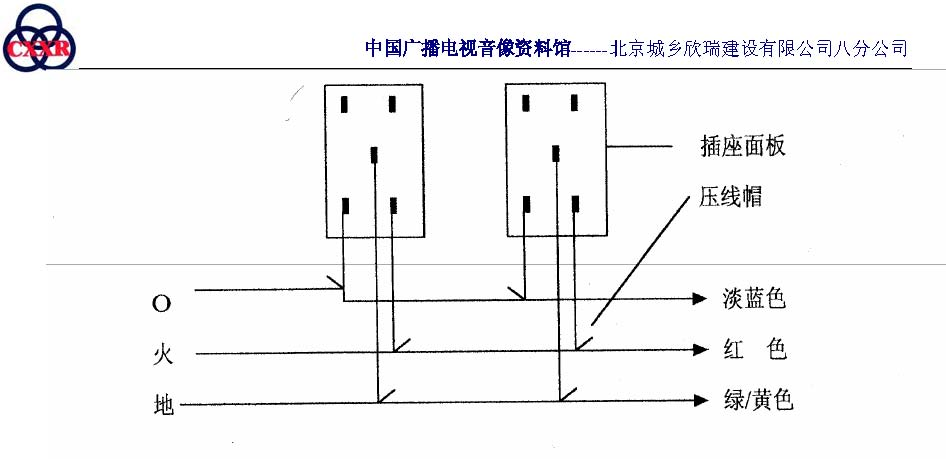 CXXR
中国广播电视音像资料馆------北京城乡欣瑞建设有限公司八分公司
插座面板
压线帽
O
淡蓝色
火
红 色
地
绿/黄色